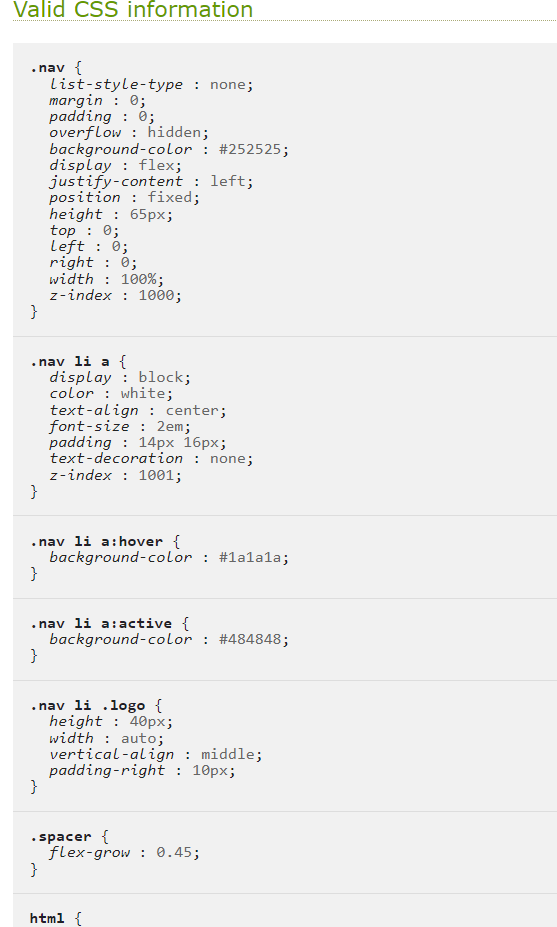 Valid CSS information
.nav {
list-style-type : none;
margin : 0;
padding : 0;
overflow : hidden;
background-color : #252525;
display : flex;
justify-content : left;
position : fixed;
height : 65px;
top : 0;
left : 0;
right : 0;
width : 100%;
z-index : 1000;
}
.nav li a {
display : block;
color : white;
text-align : center;
font-size : 2em;
padding : 14px 16px;
text-decoration : none;
z-index : 1001;
}
.nav li a:hover {
background-color : #1a1a1a;
}
.nav li a:active {
background-color : #484848;
}
.nav li .logo {
height : 40px;
width : auto;
vertical-align : middle;
padding-right : 10px;
}
.spacer {
flex-grow : 0.45;
}
html {